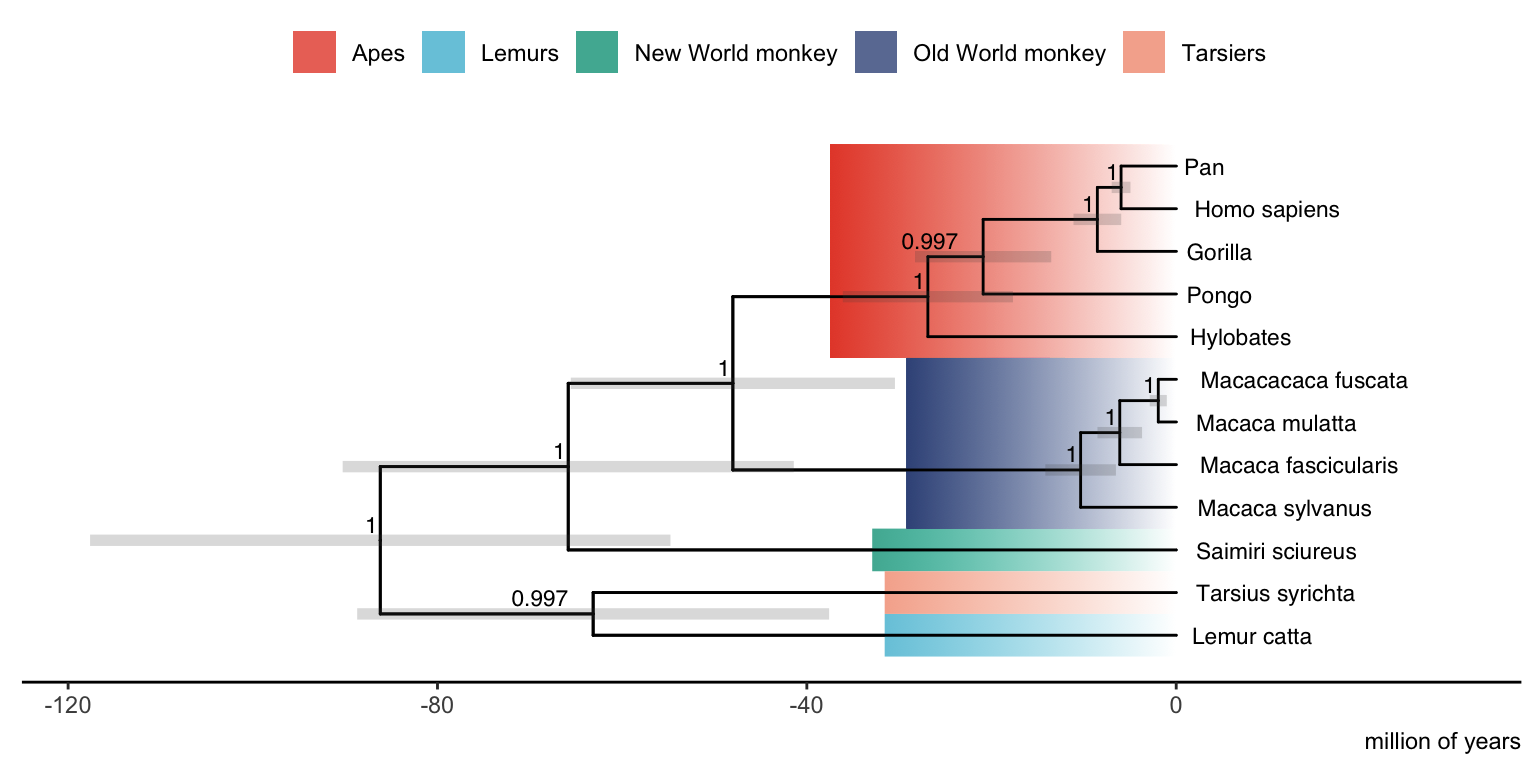 Apes Lemurs New World monkey Old World monkey Tarsiers
1 Pan
1 Homo sapiens
0.997 Gorilla
1 Pongo
Hylobates
1 1 Macacacaca fuscata
1 Macaca mulatta
1 1 Macaca fascicularis
Macaca sylvanus
1 Saimiri sciureus
0.997 Tarsius syrichta
Lemur catta
-120 -80 -40 0
million of years